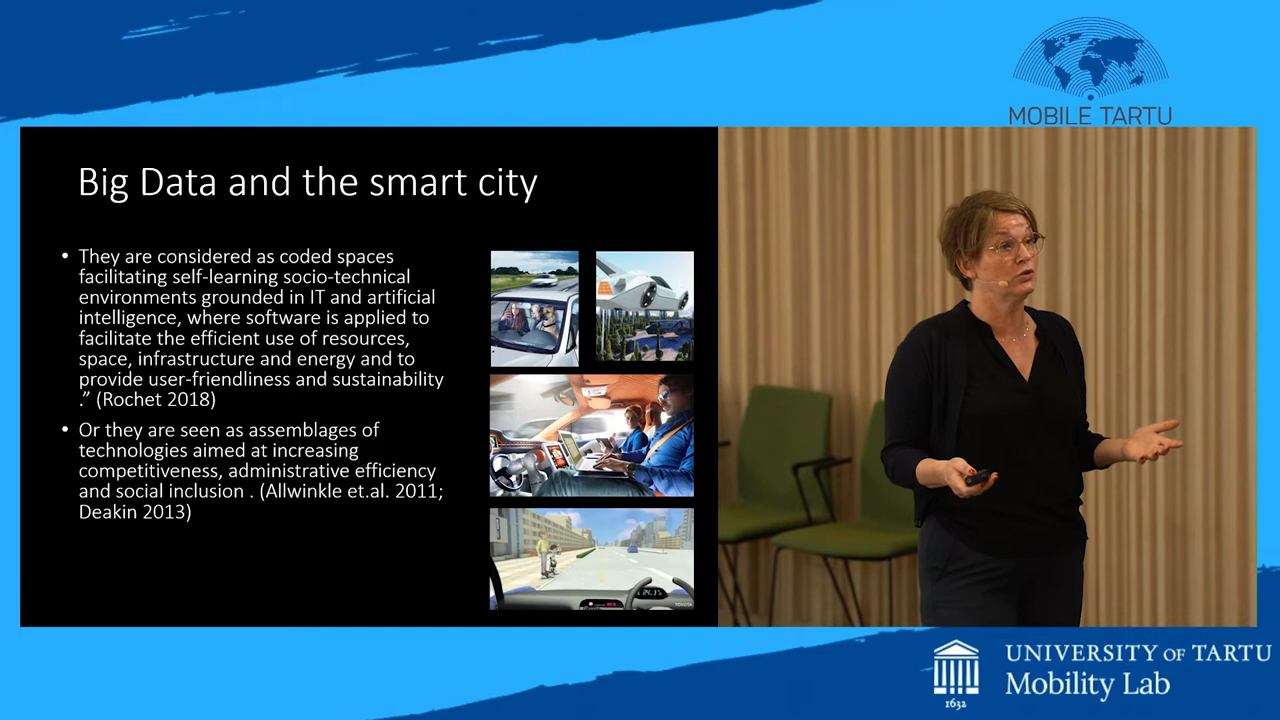 MOBILE TARTU
Big Data and the smart city
• They are considered as coded spaces
facilitating self-learning socio-technical
environments grounded in IT and artificial
intelligence, where software is applied to
facilitate the efficient use of resources,
space, infrastructure and energy and to
provide user-friendliness and sustainability
.” (Rochet 2018)
• Or they are seen as assemblages of
technologies aimed at increasing
competitiveness, administrative efficiency
and social inclusion . (Allwinkle et.al. 2011;
Deakin 2013)
TOYOTA
UNIVERSITY OF TARTU
Mobility Lab
1632